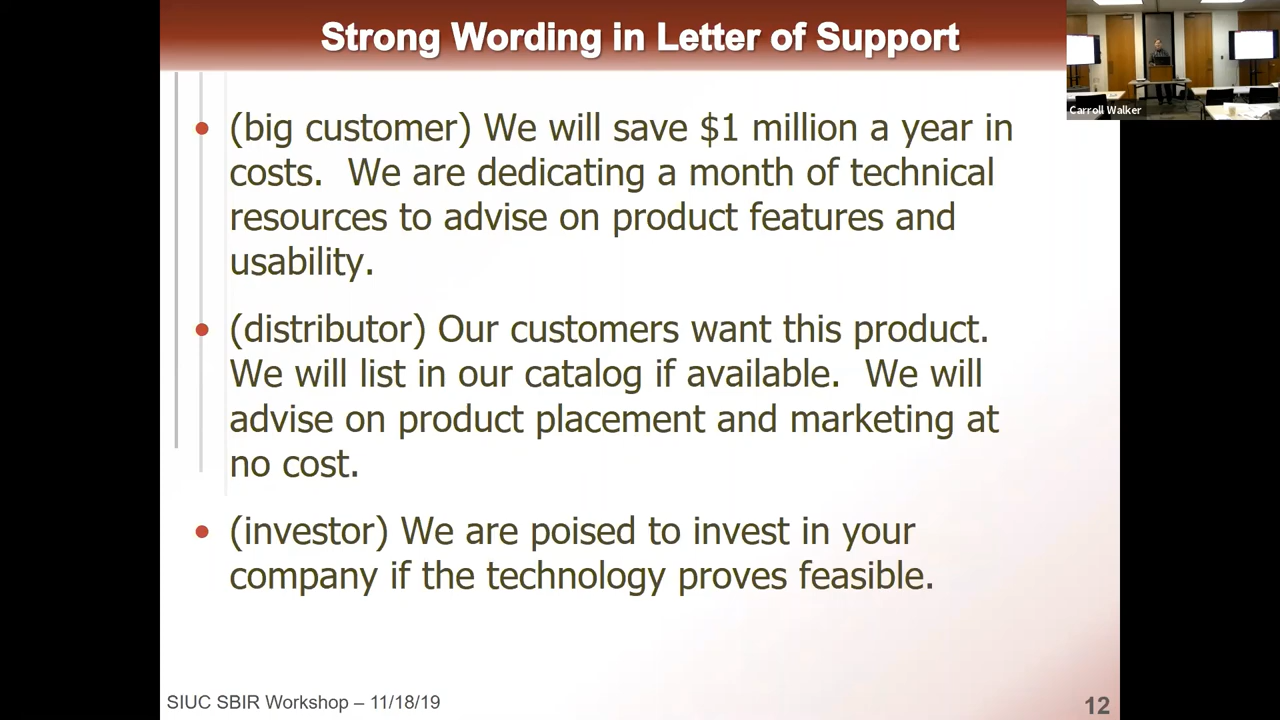 Strong Wording in Letter of Support
Carroll Walker
• (big customer) We will save $1 million a year in
costs.  We are dedicating a month of technical
resources to advise on product features and
usability.
• (distributor) Our customers want this product.
We will list in our catalog if available.  We will
advise on product placement and marketing at
no cost.
• (investor) We are poised to invest in your
company if the technology proves feasible.
SIUC SBIR Workshop – 11/18/19
12